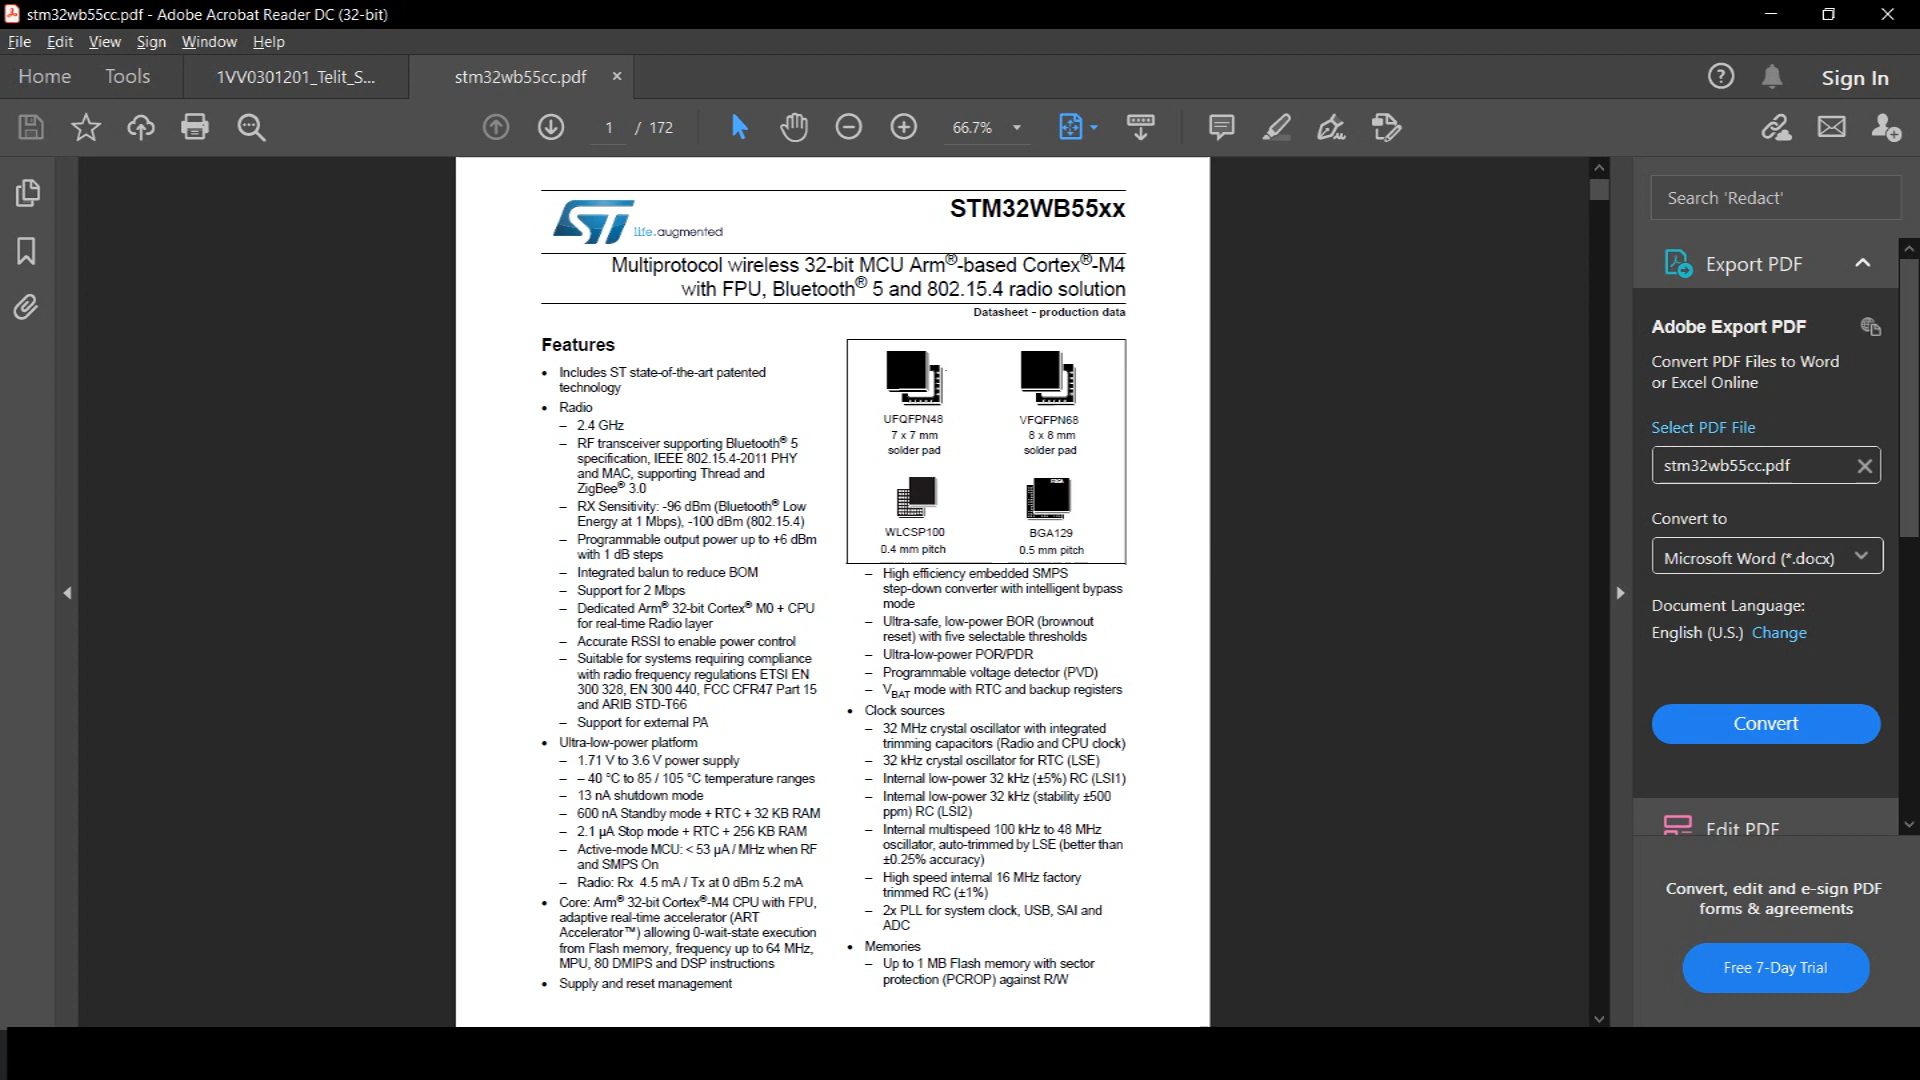 stm32wb55cc.pdf - Adobe Acrobat Reader DC (32-bit)
File Edit View Sign Window Help
Home Tools 1VV0301201_Telit_S... stm32wb55cc.pdf × Sign In
1 / 172 66.7%
STM32WB55xx
life.augmented
Multiprotocol wireless 32-bit MCU Arm®-based Cortex®-M4
with FPU, Bluetooth® 5 and 802.15.4 radio solution
Datasheet - production data
Features
• Includes ST state-of-the-art patented
technology
• Radio
– 2.4 GHz
– RF transceiver supporting Bluetooth® 5
specification, IEEE 802.15.4-2011 PHY
and MAC, supporting Thread and
ZigBee® 3.0
– RX Sensitivity: -96 dBm (Bluetooth® Low
Energy at 1 Mbps), -100 dBm (802.15.4)
– Programmable output power up to +6 dBm
with 1 dB steps
– Integrated balun to reduce BOM
– Support for 2 Mbps
– Dedicated Arm® 32-bit Cortex® M0 + CPU
for real-time Radio layer
– Accurate RSSI to enable power control
– Suitable for systems requiring compliance
with radio frequency regulations ETSI EN
300 328, EN 300 440, FCC CFR47 Part 15
and ARIB STD-T66
– Support for external PA
• Ultra-low-power platform
– 1.71 V to 3.6 V power supply
– – 40 °C to 85 / 105 °C temperature ranges
– 13 nA shutdown mode
– 600 nA Standby mode + RTC + 32 KB RAM
– 2.1 µA Stop mode + RTC + 256 KB RAM
– Active-mode MCU: < 53 µA / MHz when RF
and SMPS On
– Radio: Rx 4.5 mA / Tx at 0 dBm 5.2 mA
• Core: Arm® 32-bit Cortex®-M4 CPU with FPU,
adaptive real-time accelerator (ART
Accelerator™) allowing 0-wait-state execution
from Flash memory, frequency up to 64 MHz,
MPU, 80 DMIPS and DSP instructions
• Supply and reset management
UFQFPN48 VFQFPN68
7 x 7 mm 8 x 8 mm
solder pad solder pad
WLCSP100 BGA129
0.4 mm pitch 0.5 mm pitch
– High efficiency embedded SMPS
step-down converter with intelligent bypass
mode
– Ultra-safe, low-power BOR (brownout
reset) with five selectable thresholds
– Ultra-low-power POR/PDR
– Programmable voltage detector (PVD)
– VBAT mode with RTC and backup registers
• Clock sources
– 32 MHz crystal oscillator with integrated
trimming capacitors (Radio and CPU clock)
– 32 kHz crystal oscillator for RTC (LSE)
– Internal low-power 32 kHz (±5%) RC (LSI1)
– Internal low-power 32 kHz (stability ±500
ppm) RC (LSI2)
– Internal multispeed 100 kHz to 48 MHz
oscillator, auto-trimmed by LSE (better than
±0.25% accuracy)
– High speed internal 16 MHz factory
trimmed RC (±1%)
– 2x PLL for system clock, USB, SAI and
ADC
• Memories
– Up to 1 MB Flash memory with sector
protection (PCROP) against R/W
Search 'Redact'
Export PDF
Adobe Export PDF
Convert PDF Files to Word
or Excel Online
Select PDF File
stm32wb55cc.pdf
Convert to
Microsoft Word (*.docx)
Document Language:
English (U.S.) Change
Convert
Edit PDF
Convert, edit and e-sign PDF
forms & agreements
Free 7-Day Trial